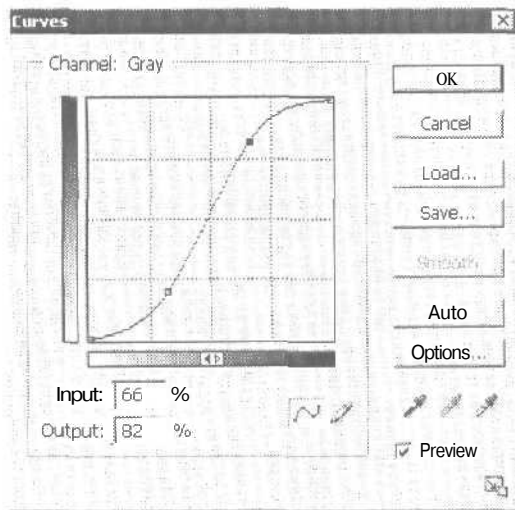 Curves
Channel: Gray
OK
Cancel
Load...
Save...
Smooth
Auto
Options...
Input: 66 %
Output: 82 %
Preview